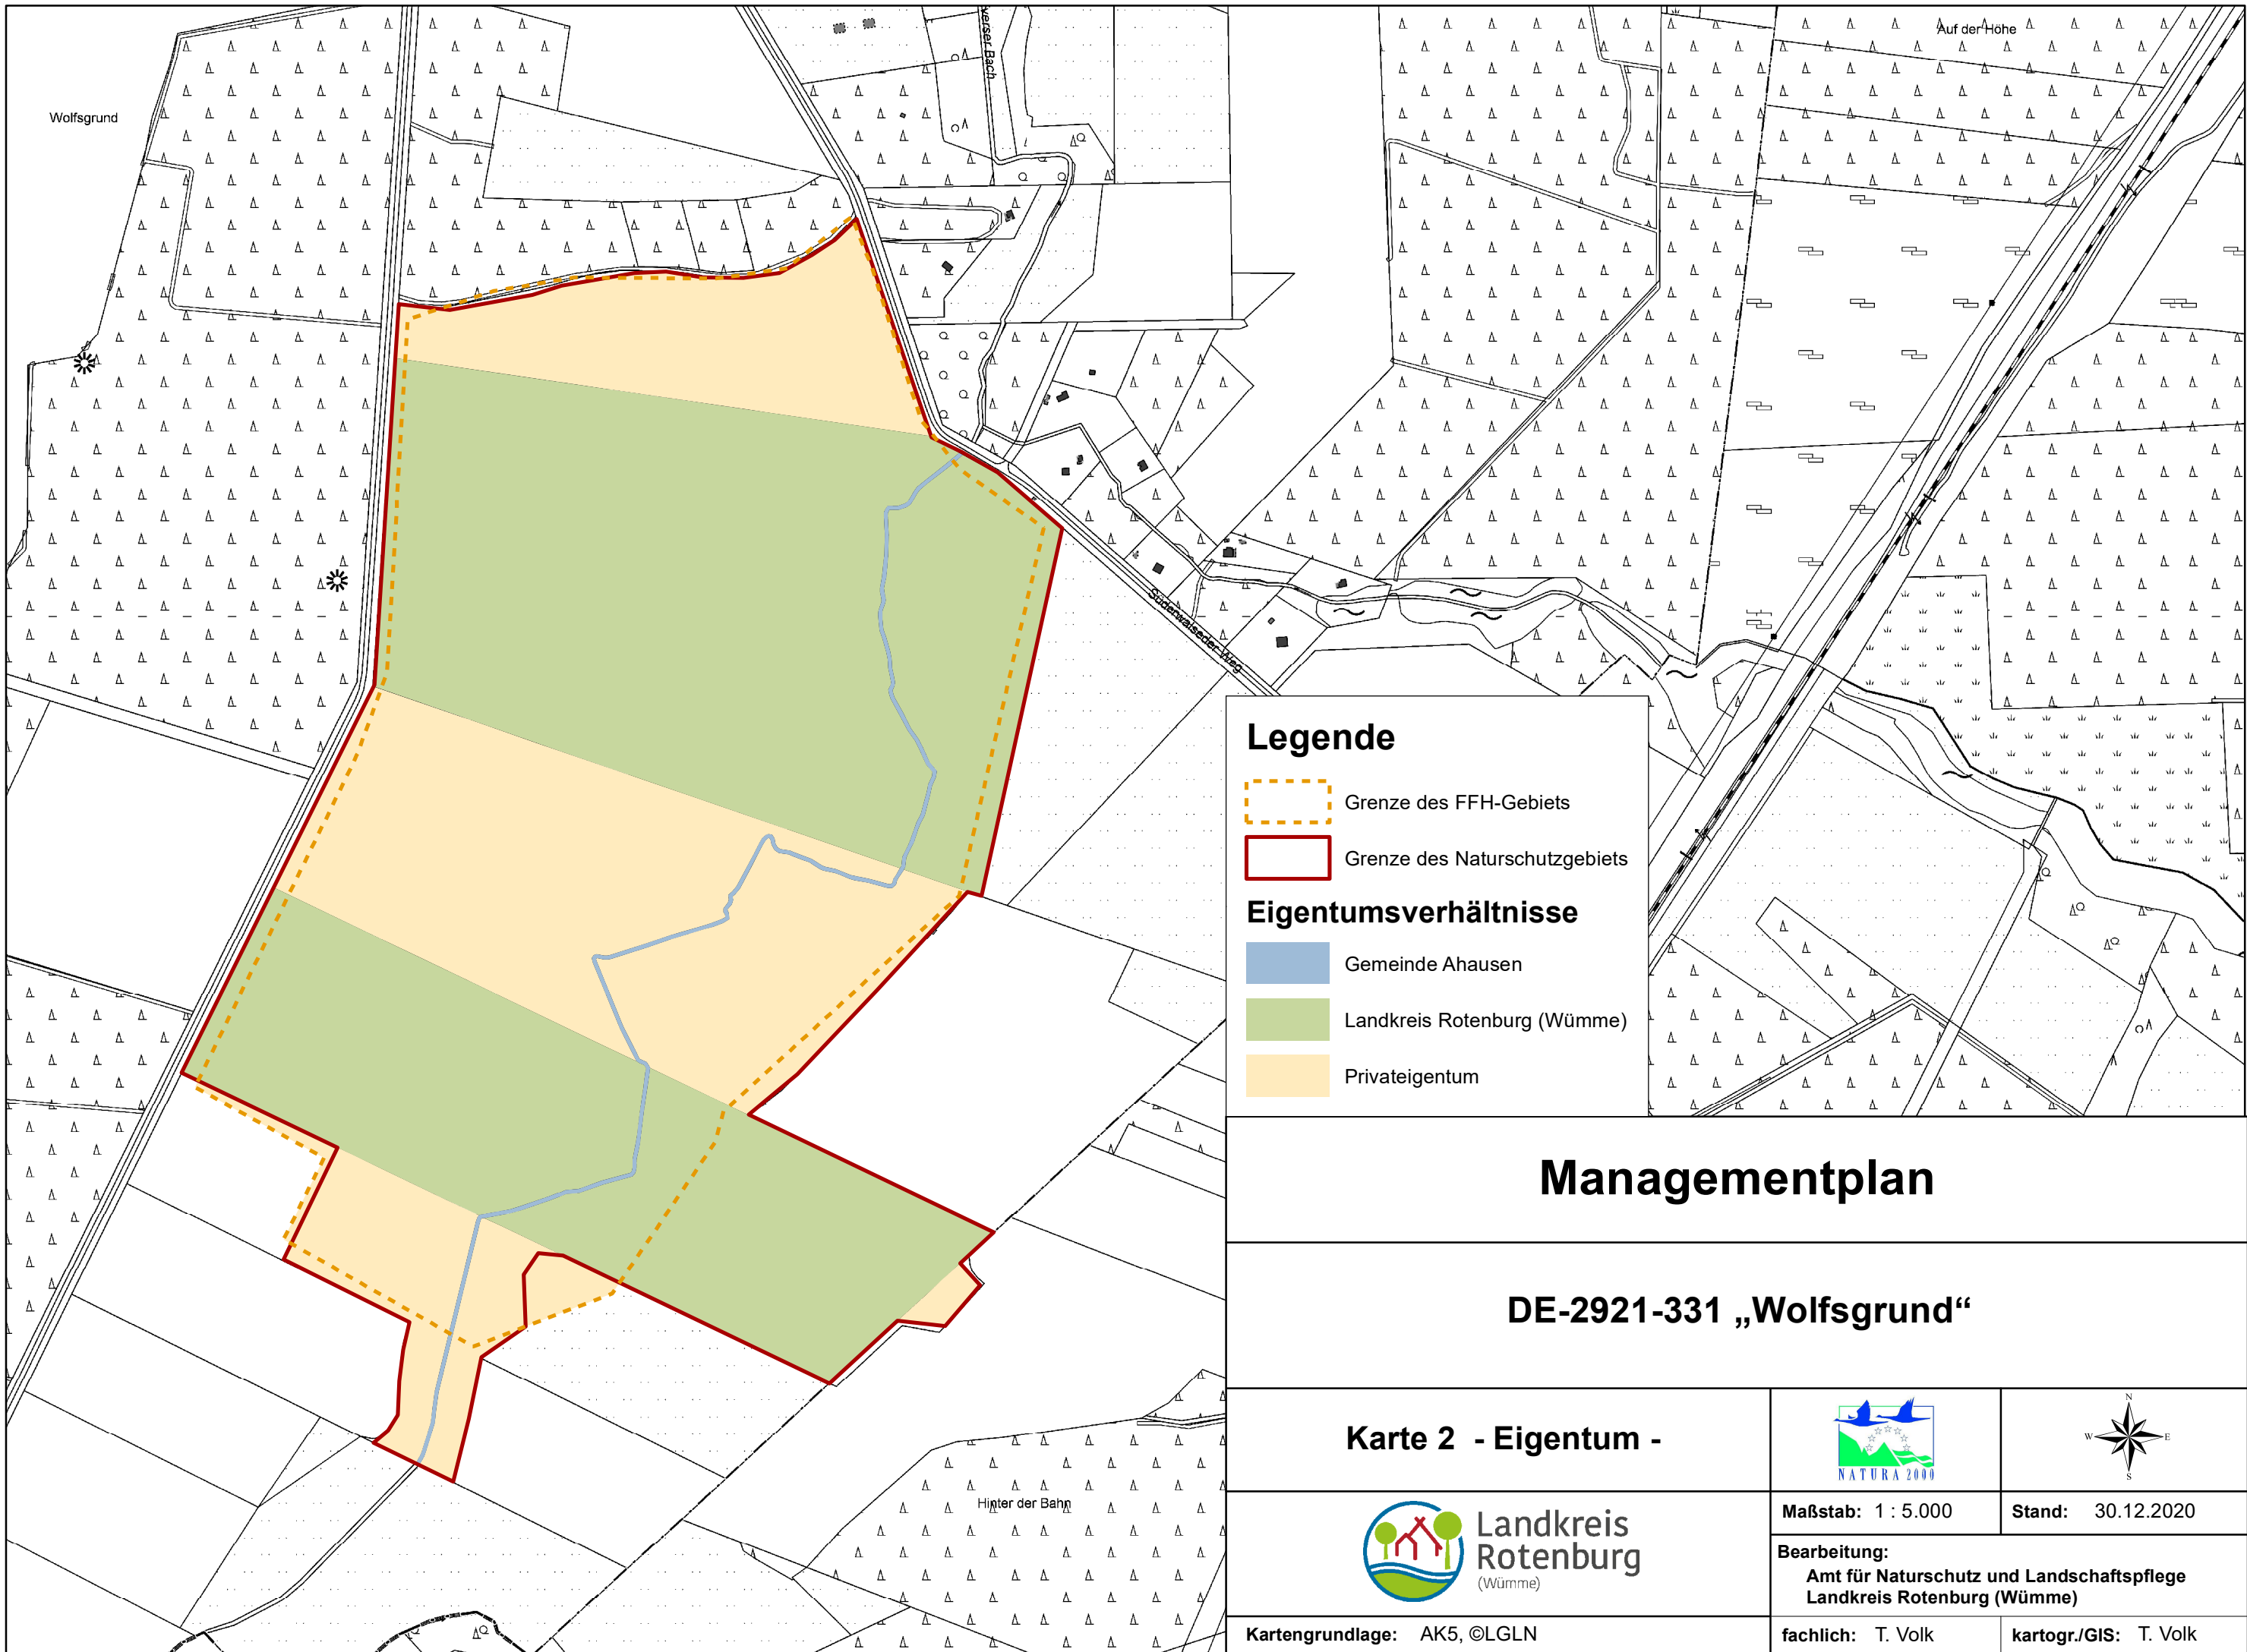 Wolfsgrund
Auf der Höhe
verser Bach
Süderwalseder Weg
Hinter der Bahn
Legende
Grenze des FFH-Gebiets
Grenze des Naturschutzgebiets
Eigentumsverhältnisse
Gemeinde Ahausen
Landkreis Rotenburg (Wümme)
Privateigentum
Managementplan
DE-2921-331 „Wolfsgrund“
Karte 2 - Eigentum -
NATURA 2000
N
W
E
S
Landkreis
Rotenburg
(Wümme)
Maßstab: 1 : 5.000
Stand: 30.12.2020
Bearbeitung:
Amt für Naturschutz und Landschaftspflege
Landkreis Rotenburg (Wümme)
Kartengrundlage: AK5, ©LGLN
fachlich: T. Volk
kartogr./GIS: T. Volk